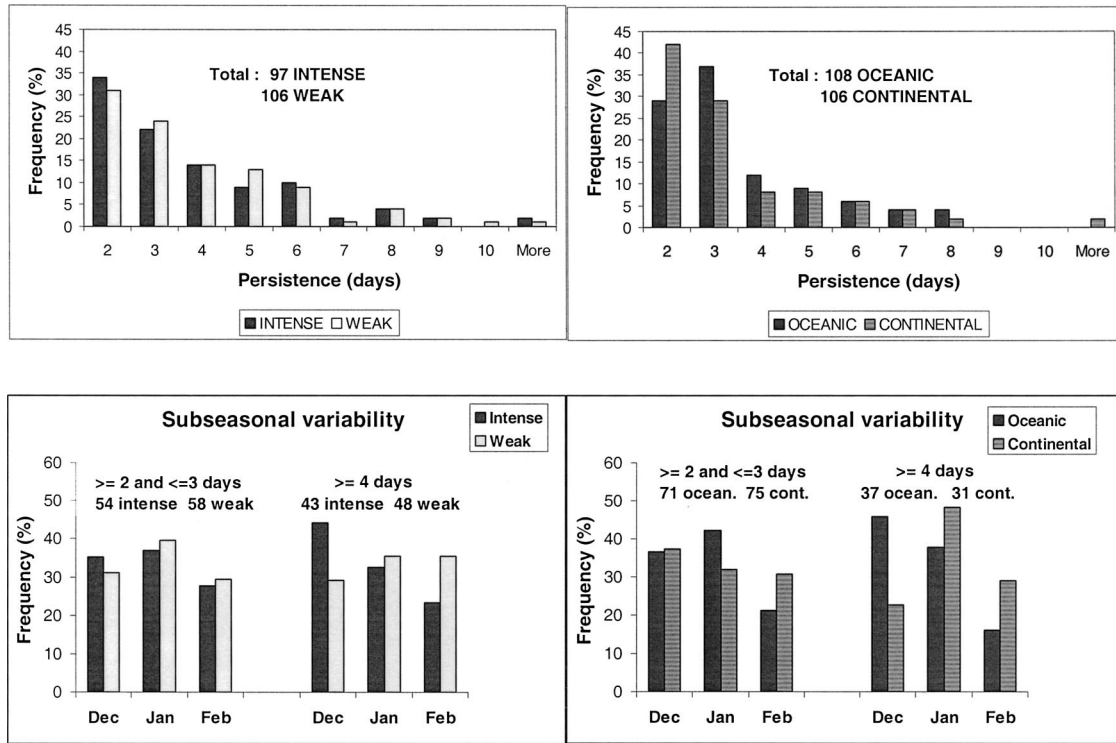 45
40
35
30
25
20
15
10
5
0
Frequency (%)
Total : 97 INTENSE
106 WEAK
2 3 4 5 6 7 8 9 10 More
Persistence (days)
INTENSE WEAK
45
40
35
30
25
20
15
10
5
0
Frequency (%)
Total : 108 OCEANIC
106 CONTINENTAL
2 3 4 5 6 7 8 9 10 More
Persistence (days)
OCEANIC CONTINENTAL
Subseasonal variability
Intense
Weak
60
50
40
30
20
10
0
Frequency (%)
>= 2 and <=3 days >= 4 days
54 intense 58 weak 43 intense 48 weak
Dec Jan Feb Dec Jan Feb
Subseasonal variability
Oceanic
Continental
60
50
40
30
20
10
0
Frequency (%)
>= 2 and <=3 days >= 4 days
71 ocean. 75 cont. 37 ocean. 31 cont.
Dec Jan Feb Dec Jan Feb